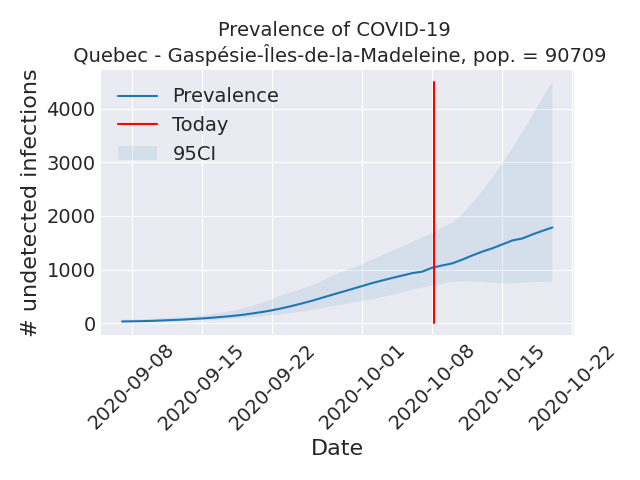 Prevalence of COVID-19
Quebec - Gaspésie-Îles-de-la-Madeleine, pop. = 90709
# undetected infections
4000
3000
2000
1000
0
Prevalence
Today
95CI
2020-09-08
2020-09-15
2020-09-22
2020-10-01
2020-10-08
2020-10-15
2020-10-22
Date